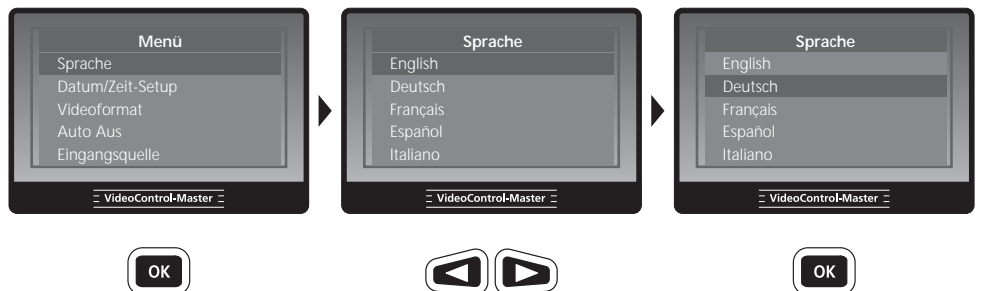 Menü
Sprache
Datum/Zeit-Setup
Videoformat
Auto Aus
Eingangsquelle
VideoControl-Master
OK
Sprache
English
Deutsch
Français
Español
Italiano
VideoControl-Master
Sprache
English
Deutsch
Français
Español
Italiano
VideoControl-Master
OK